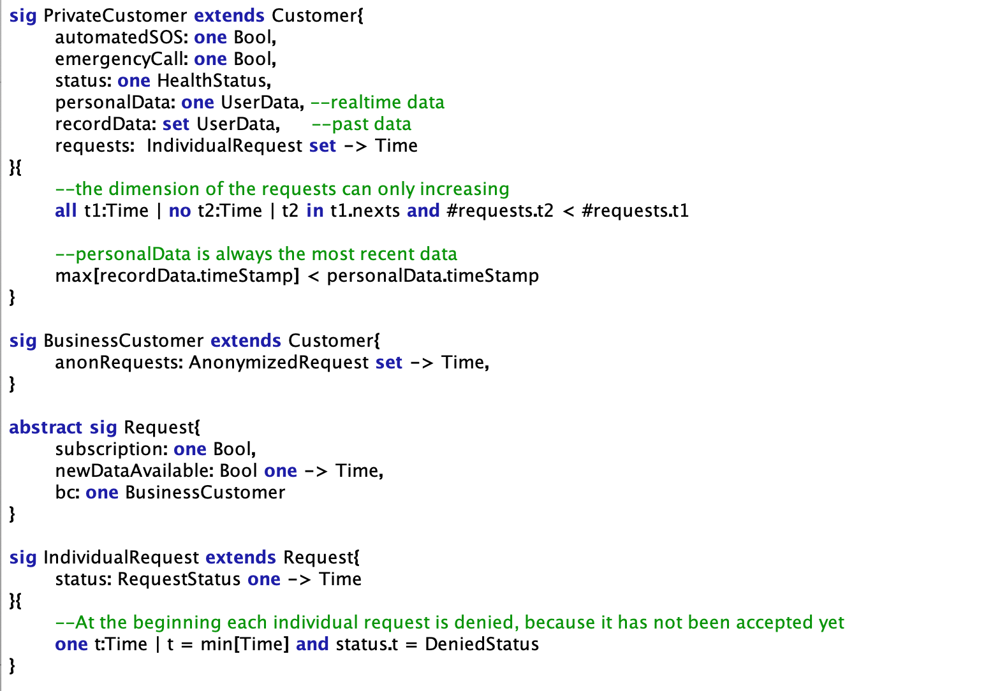 sig PrivateCustomer extends Customer{
automatedSOS: one Bool,
emergencyCall: one Bool,
status: one HealthStatus,
personalData: one UserData, --realtime data
recordData: set UserData, --past data
requests: IndividualRequest set -> Time
}{
--the dimension of the requests can only increasing
all t1:Time | no t2:Time | t2 in t1.nexts and #requests.t2 < #requests.t1
--personalData is always the most recent data
max[recordData.timeStamp] < personalData.timeStamp
}
sig BusinessCustomer extends Customer{
anonRequests: AnonymizedRequest set -> Time,
}
abstract sig Request{
subscription: one Bool,
newDataAvailable: Bool one -> Time,
bc: one BusinessCustomer
}
sig IndividualRequest extends Request{
status: RequestStatus one -> Time
}{
--At the beginning each individual request is denied, because it has not been accepted yet
one t:Time | t = min[Time] and status.t = DeniedStatus
}